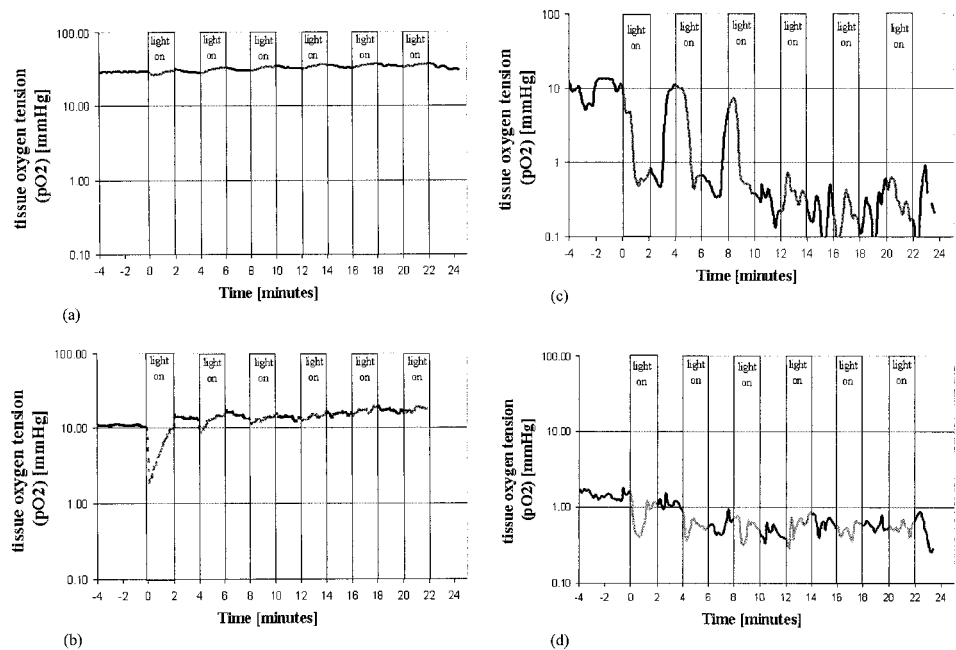 tissue oxygen tension
(pO2) [mmHg]
100.00
10.00
1.00
0.10
light
on
light
on
light
on
light
on
light
on
light
on
-4 -2 0 2 4 6 8 10 12 14 16 18 20 22 24
Time [minutes]
(a)
tissue oxygen tension
(pO2) [mmHg]
100.00
10.00
1.00
0.10
light
on
light
on
light
on
light
on
light
on
light
on
-4 -2 0 2 4 6 8 10 12 14 16 18 20 22 24
Time [minutes]
(b)
tissue oxygen tension
(pO2) [mmHg]
100
10
1
0.1
light
on
light
on
light
on
light
on
light
on
light
on
-4 -2 0 2 4 6 8 10 12 14 16 18 20 22 24
Time [minutes]
(c)
tissue oxygen tension
(pO2) [mmHg]
100.00
10.00
1.00
0.10
light
on
light
on
light
on
light
on
light
on
light
on
-4 -2 0 2 4 6 8 10 12 14 16 18 20 22 24
Time [minutes]
(d)